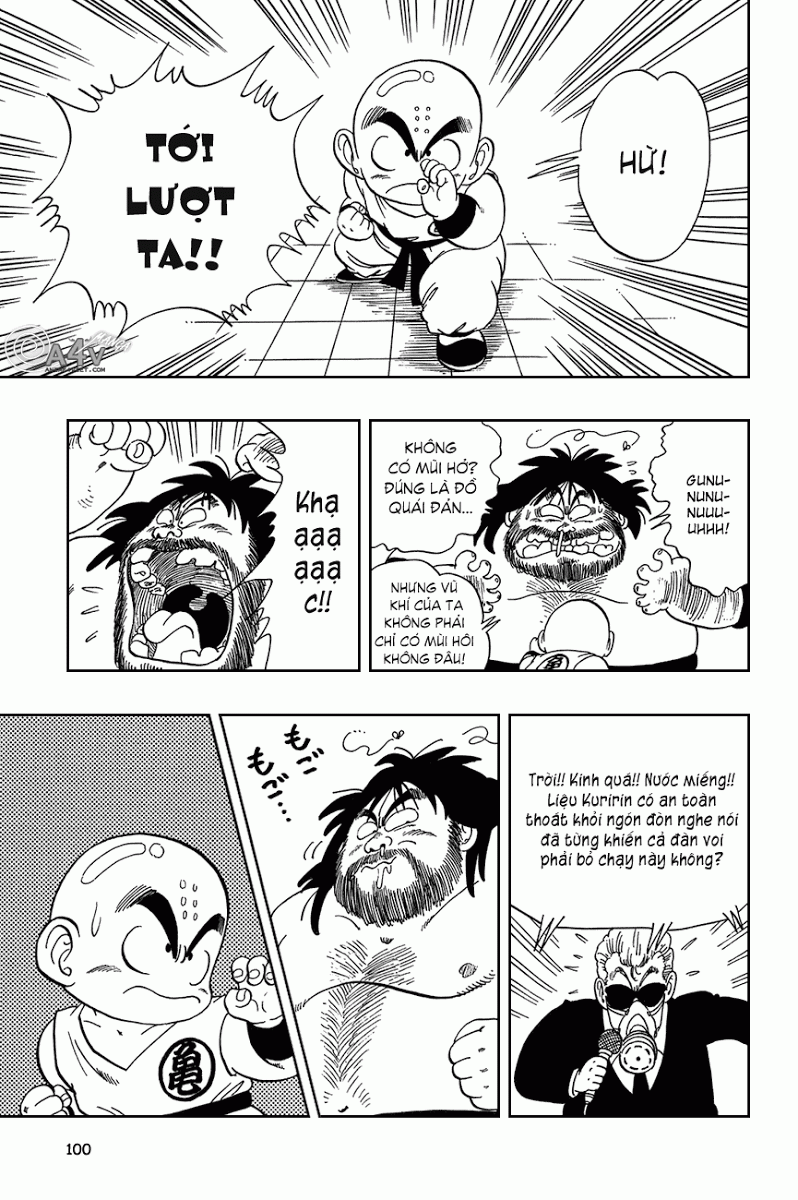 HỪ!
TỚI
LƯỢT
TA!!
A4V
GUNU-
NUNU-
NUUU-
UHHH!
KHÔNG
CÓ MŨI HỞ?
ĐÚNG LÀ ĐỒ
QUÁI ĐẢN...
NHƯNG VŨ
KHÍ CỦA TA
KHÔNG PHẢI
CHỈ CÓ MÙI HÔI
KHÔNG ĐÂU!
Khạ
ạạạ
ạạạ
c!!
Trời!! Kinh quá!! Nước miếng!!
Liệu Kuririn có an toàn
thoát khỏi ngón đòn nghe nói
đã từng khiến cả đàn voi
phải bỏ chạy này không?
もご
もご...
亀
100